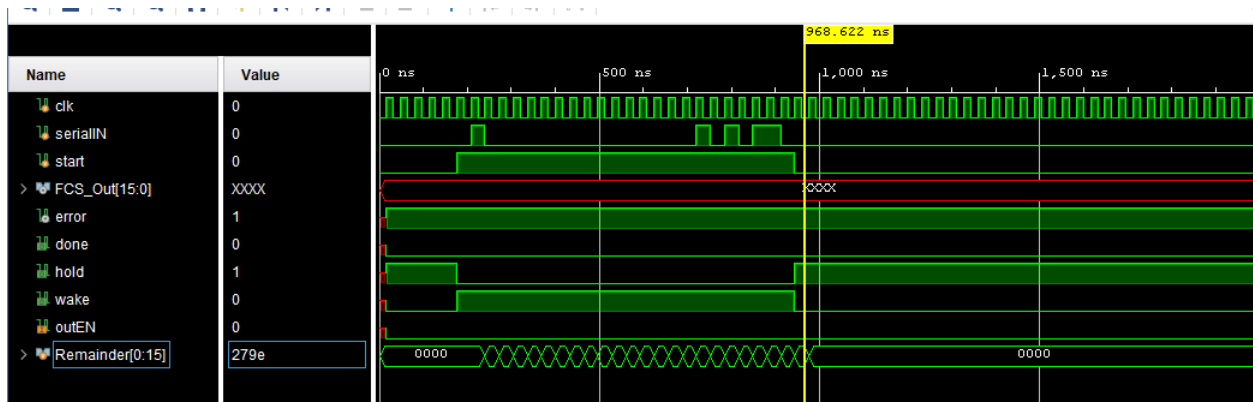 968.622 ns
Name Value 0 ns 500 ns 1,000 ns 1,500 ns
clk 0
serialIN 0
start 0
FCS_Out[15:0] XXXX XXXX
error 1
done 0
hold 1
wake 0
outEN 0
Remainder[0:15] 279e 0000 0000